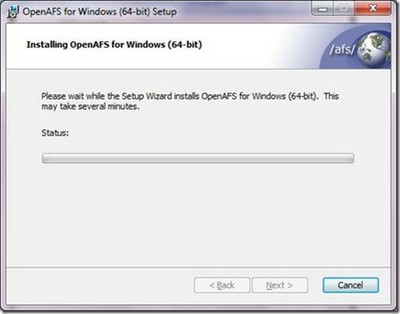 OpenAFS for Windows (64-bit) Setup
Installing OpenAFS for Windows (64-bit)
/afs/
Please wait while the Setup Wizard installs OpenAFS for Windows (64-bit). This
may take several minutes.
Status:
< Back
Next >
Cancel